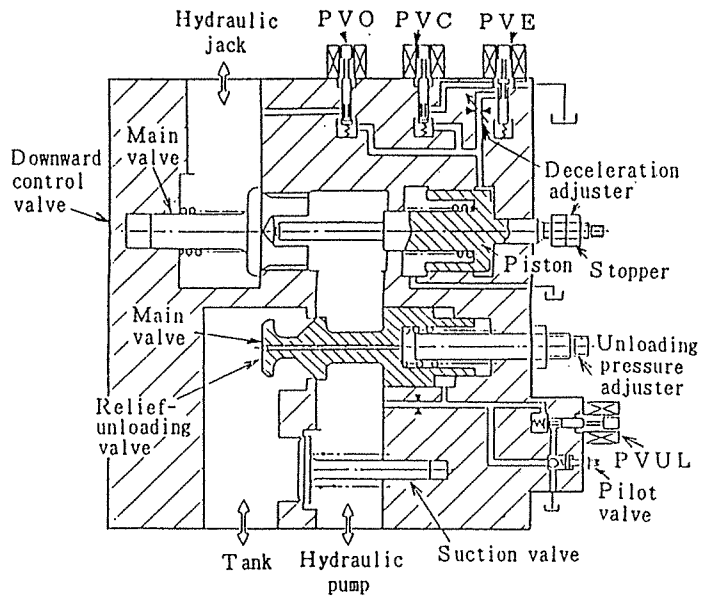 Hydraulic
jack
PVO
PVC
PVE
Main
valve
Downward
control
valve
Deceleration
adjuster
Piston
Stopper
Main
valve
Unloading
pressure
adjuster
Relief-
unloading
valve
PVUL
Pilot
valve
Suction valve
Tank
Hydraulic
pump